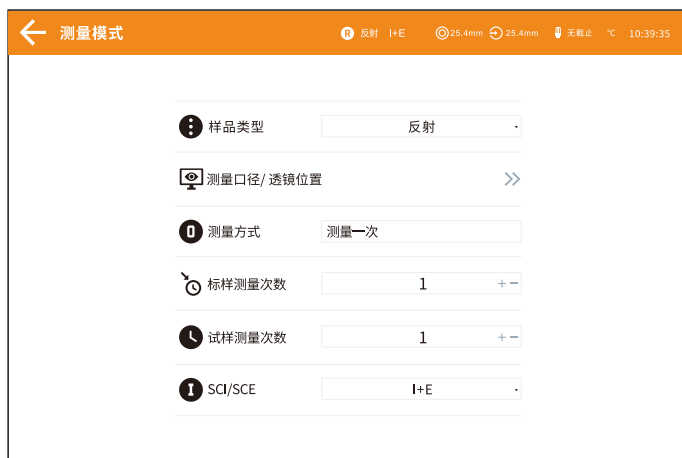 测量模式 R 反射 I+E 25.4mm 25.4mm 无截止 °C 10:39:35
样品类型 反射
测量口径/ 透镜位置
测量方式 测量一次
标样测量次数 1 + −
试样测量次数 1 + −
SCI/SCE I+E